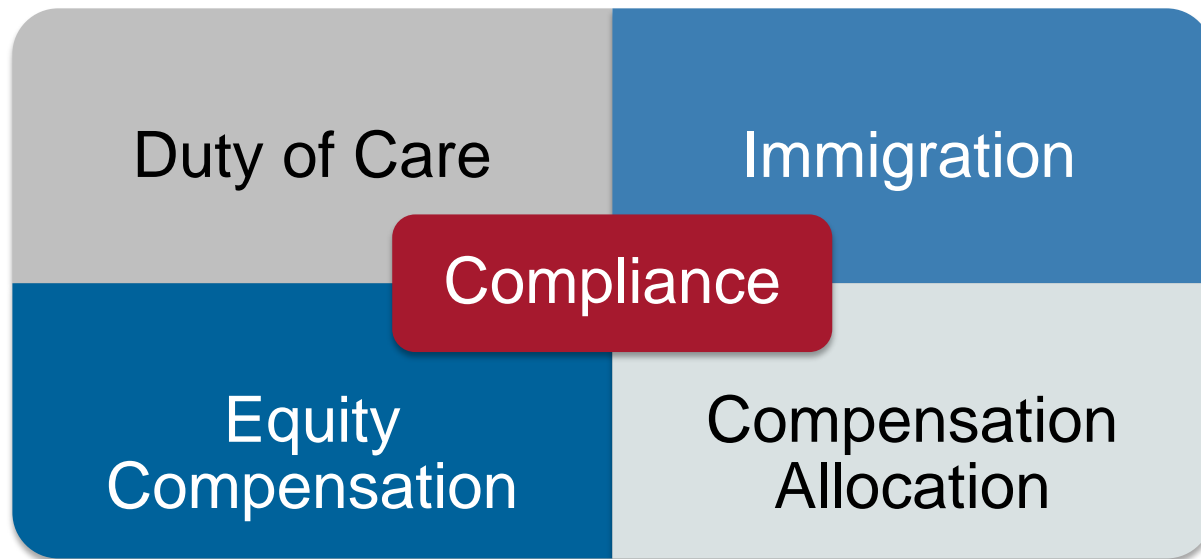 Duty of Care
Immigration
Compliance
Equity
Compensation
Compensation
Allocation